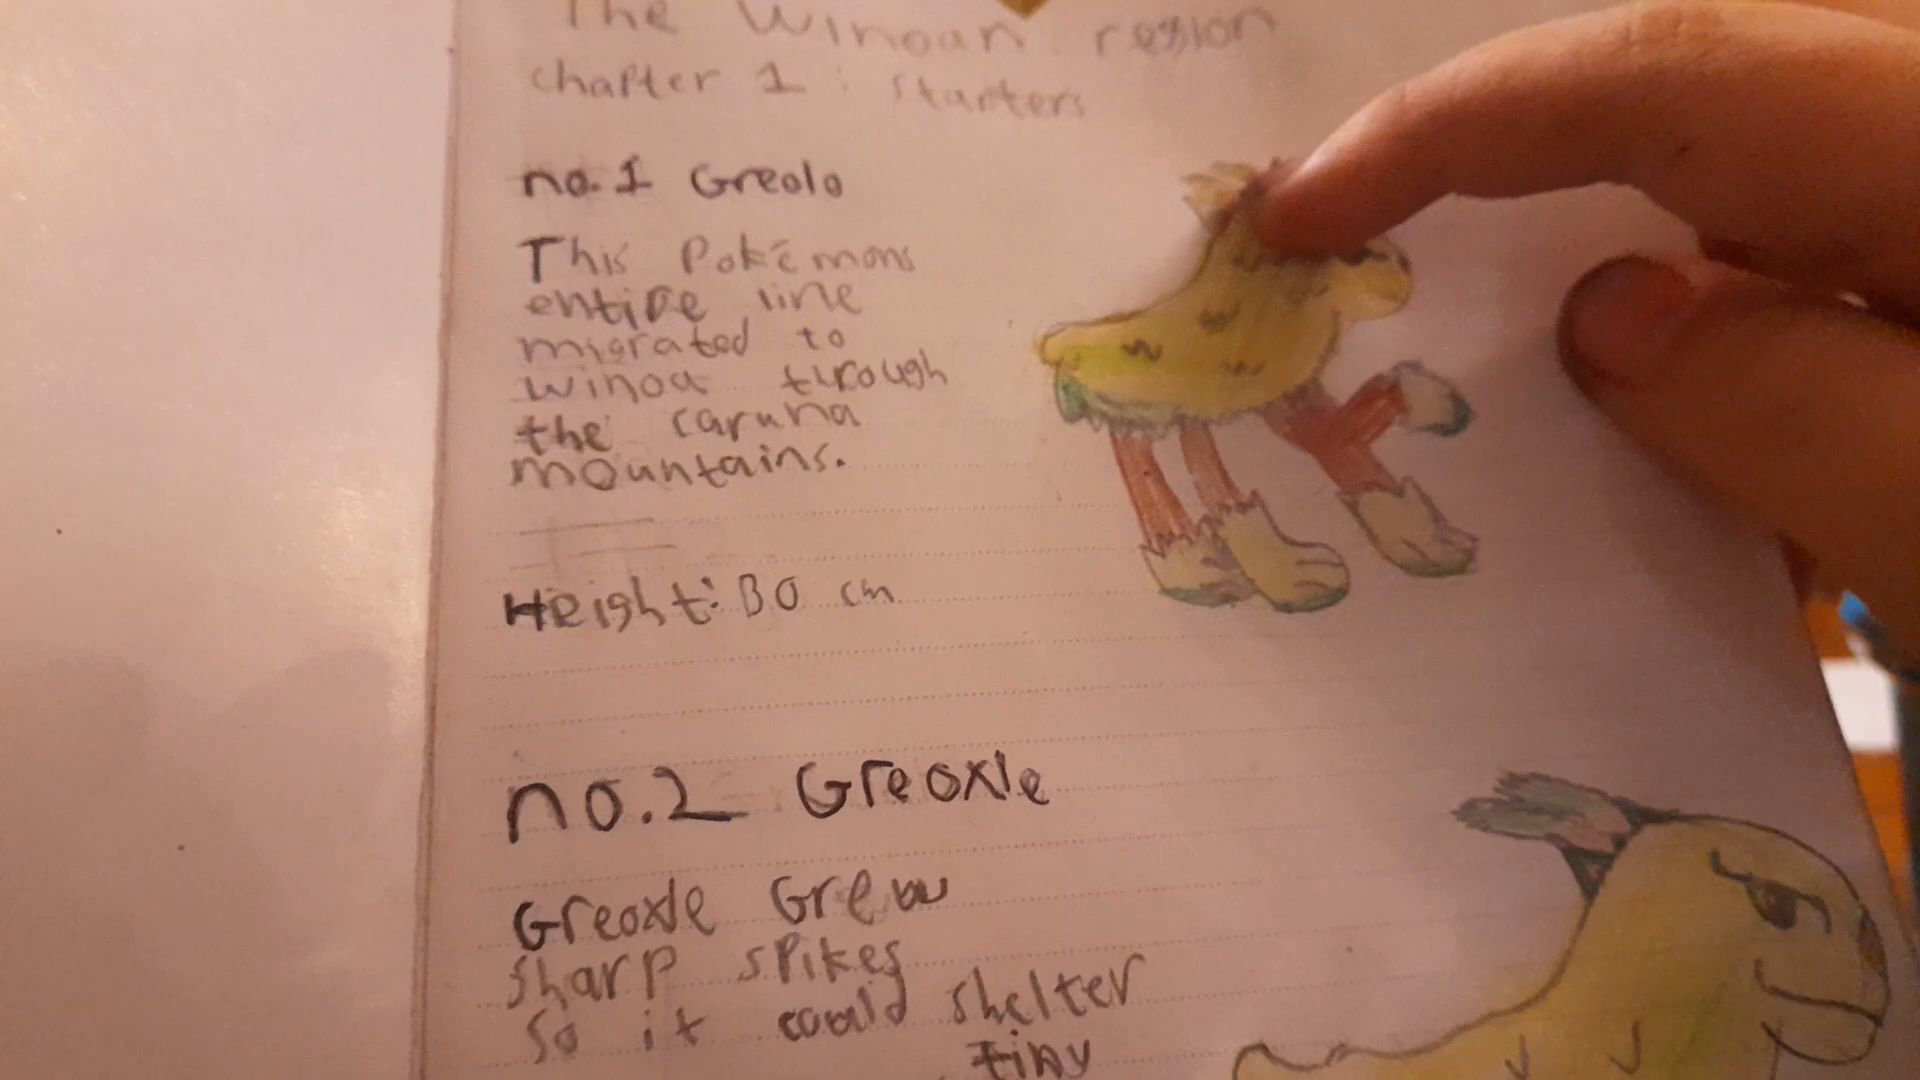 The Winoan region
chapter 1 : starters
no.1 Greolo
This Pokémons
entire line
migrated to
winoa through
the caruna
mountains.
Height: 30 cm
no.2 Greoxle
Greoxle Grew
sharp spikes
so it could shelter
tiny